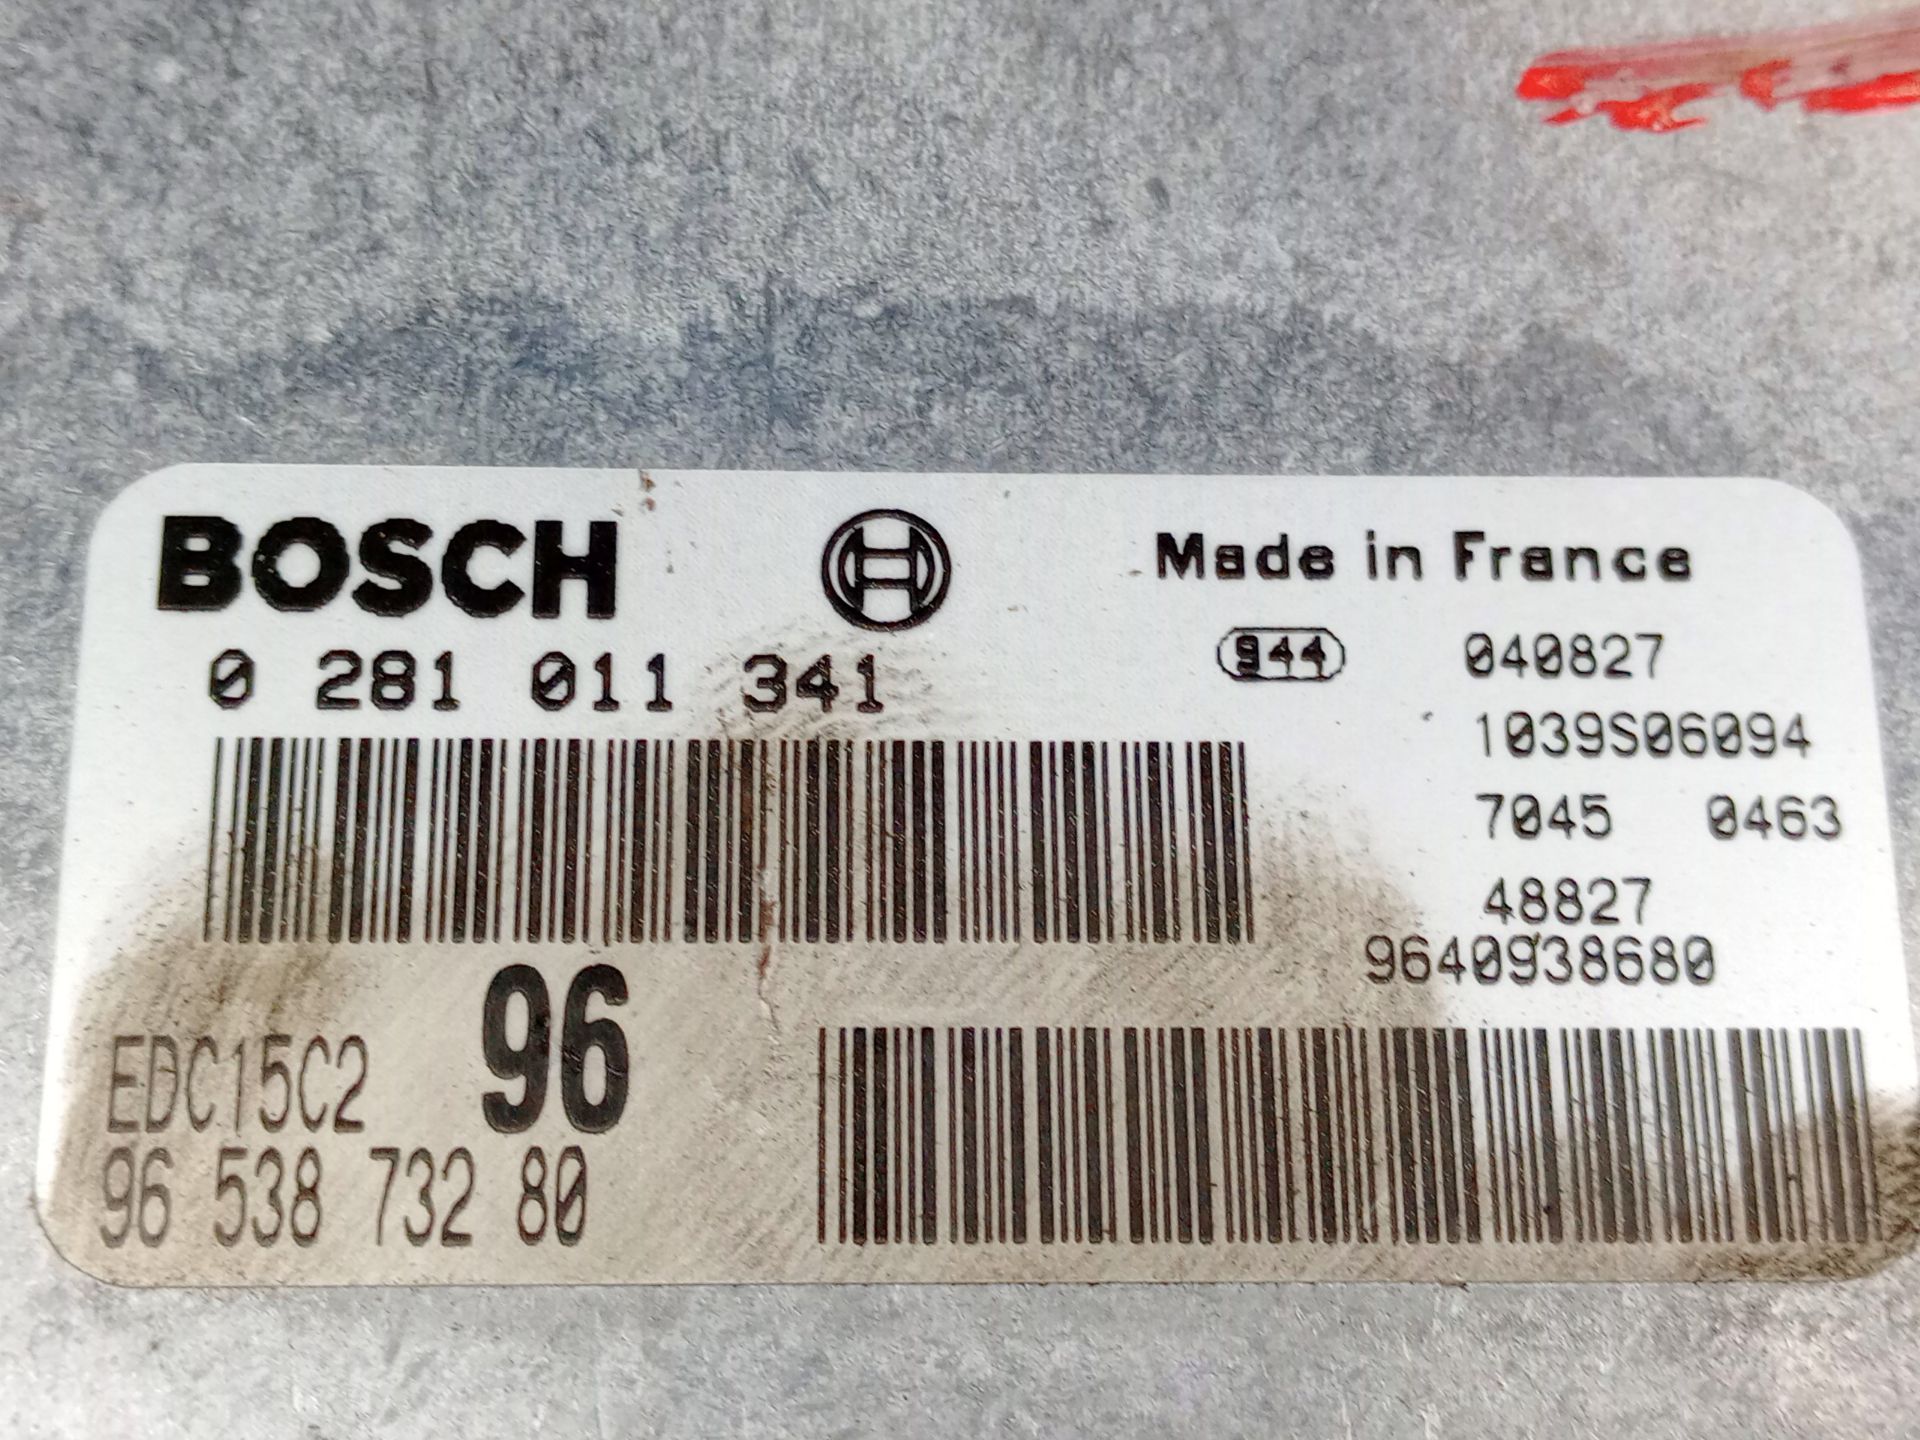 BOSCH
Made in France
0 281 011 341
944 040827
1039S06094
7045 0463
48827
9640938680
EDC15C2 96
96 538 732 80